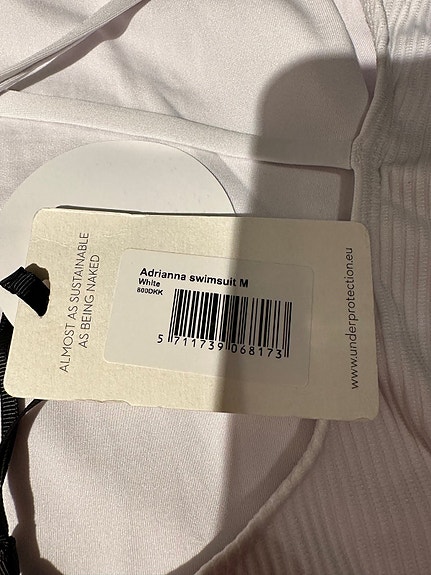 ALMOST AS SUSTAINABLE
AS BEING NAKED
Adrianna swimsuit M
White
800DKK
5 711739 068173
www.underprotection.eu